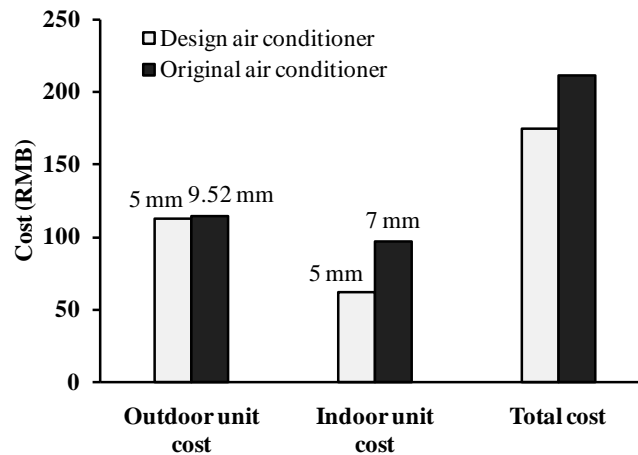 250
200
150
100
50
0
Cost (RMB)
Design air conditioner
Original air conditioner
5 mm
9.52 mm
5 mm
7 mm
Outdoor unit
cost
Indoor unit
cost
Total cost